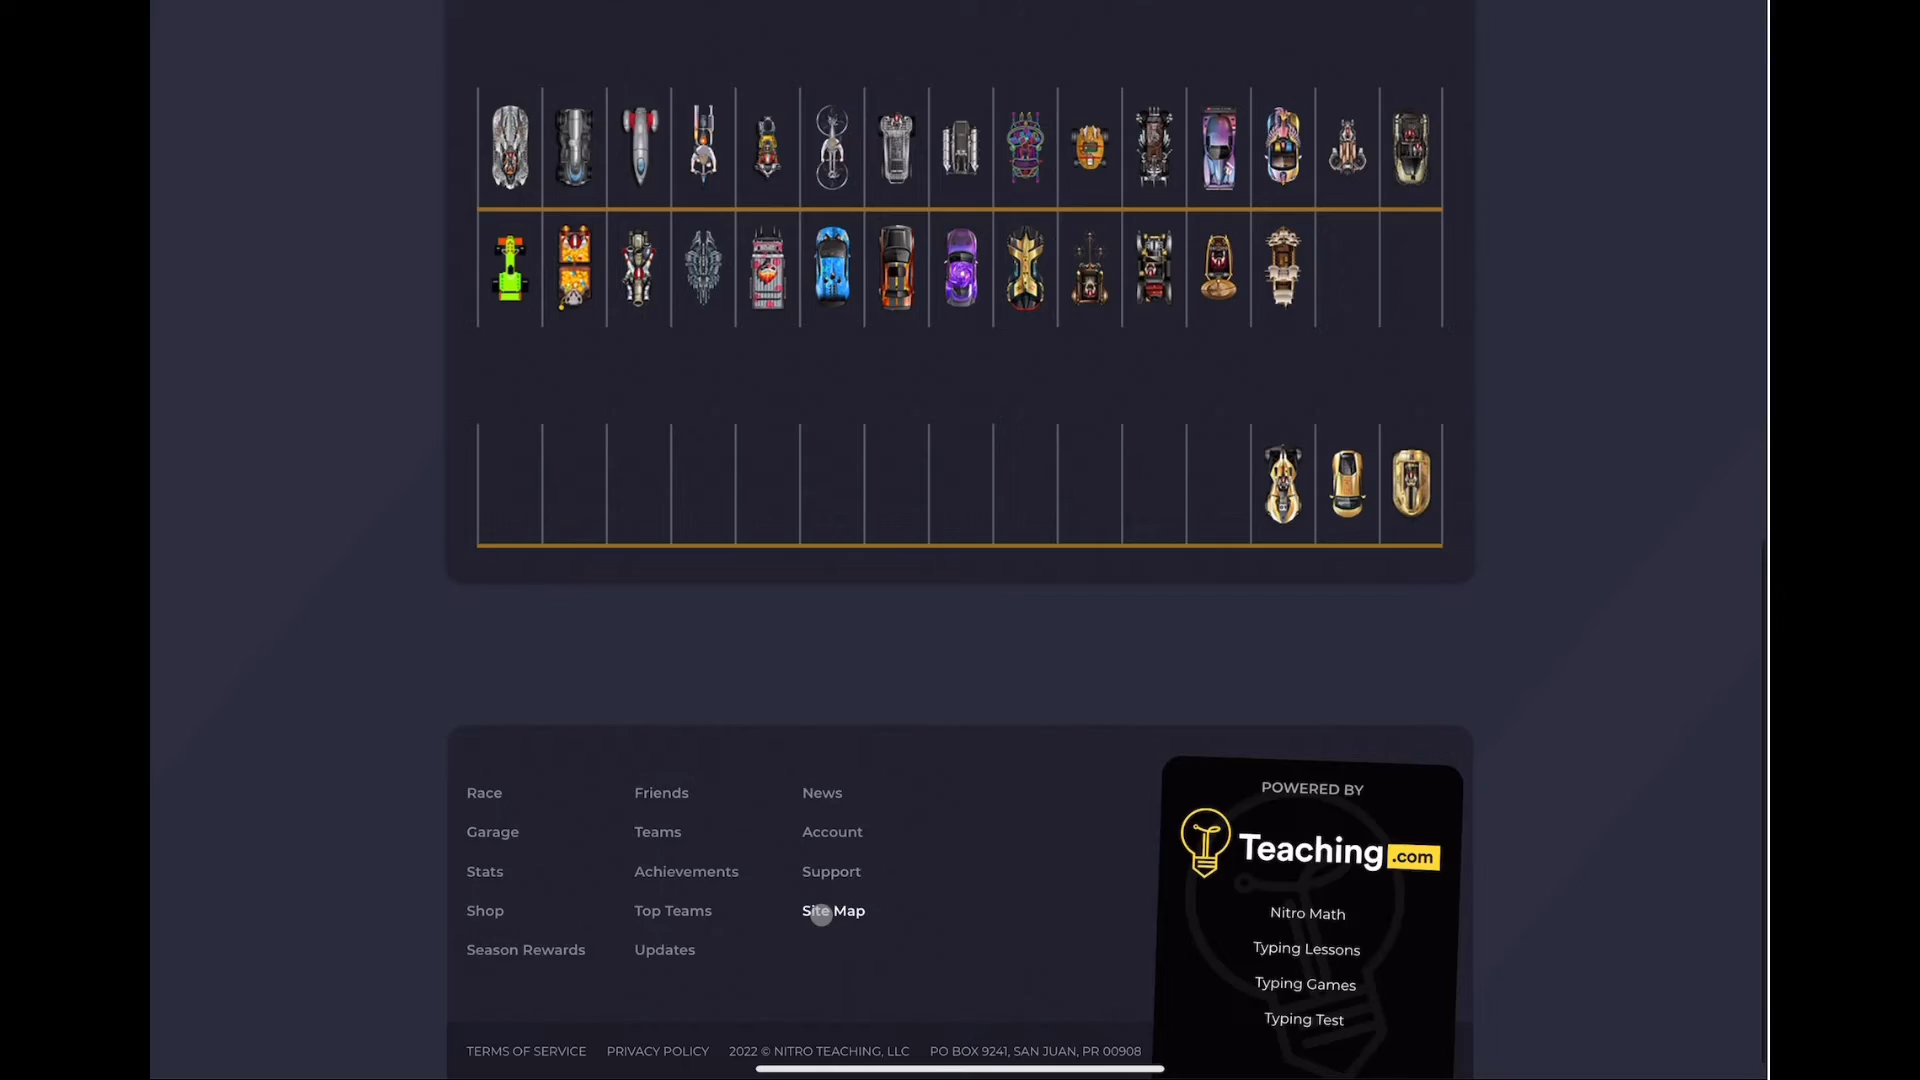 Race
Garage
Stats
Shop
Season Rewards
Friends
Teams
Achievements
Top Teams
Updates
News
Account
Support
Site Map
POWERED BY
Teaching.com
Nitro Math
Typing Lessons
Typing Games
Typing Test
TERMS OF SERVICE PRIVACY POLICY 2022 © NITRO TEACHING, LLC PO BOX 9241, SAN JUAN, PR 00908